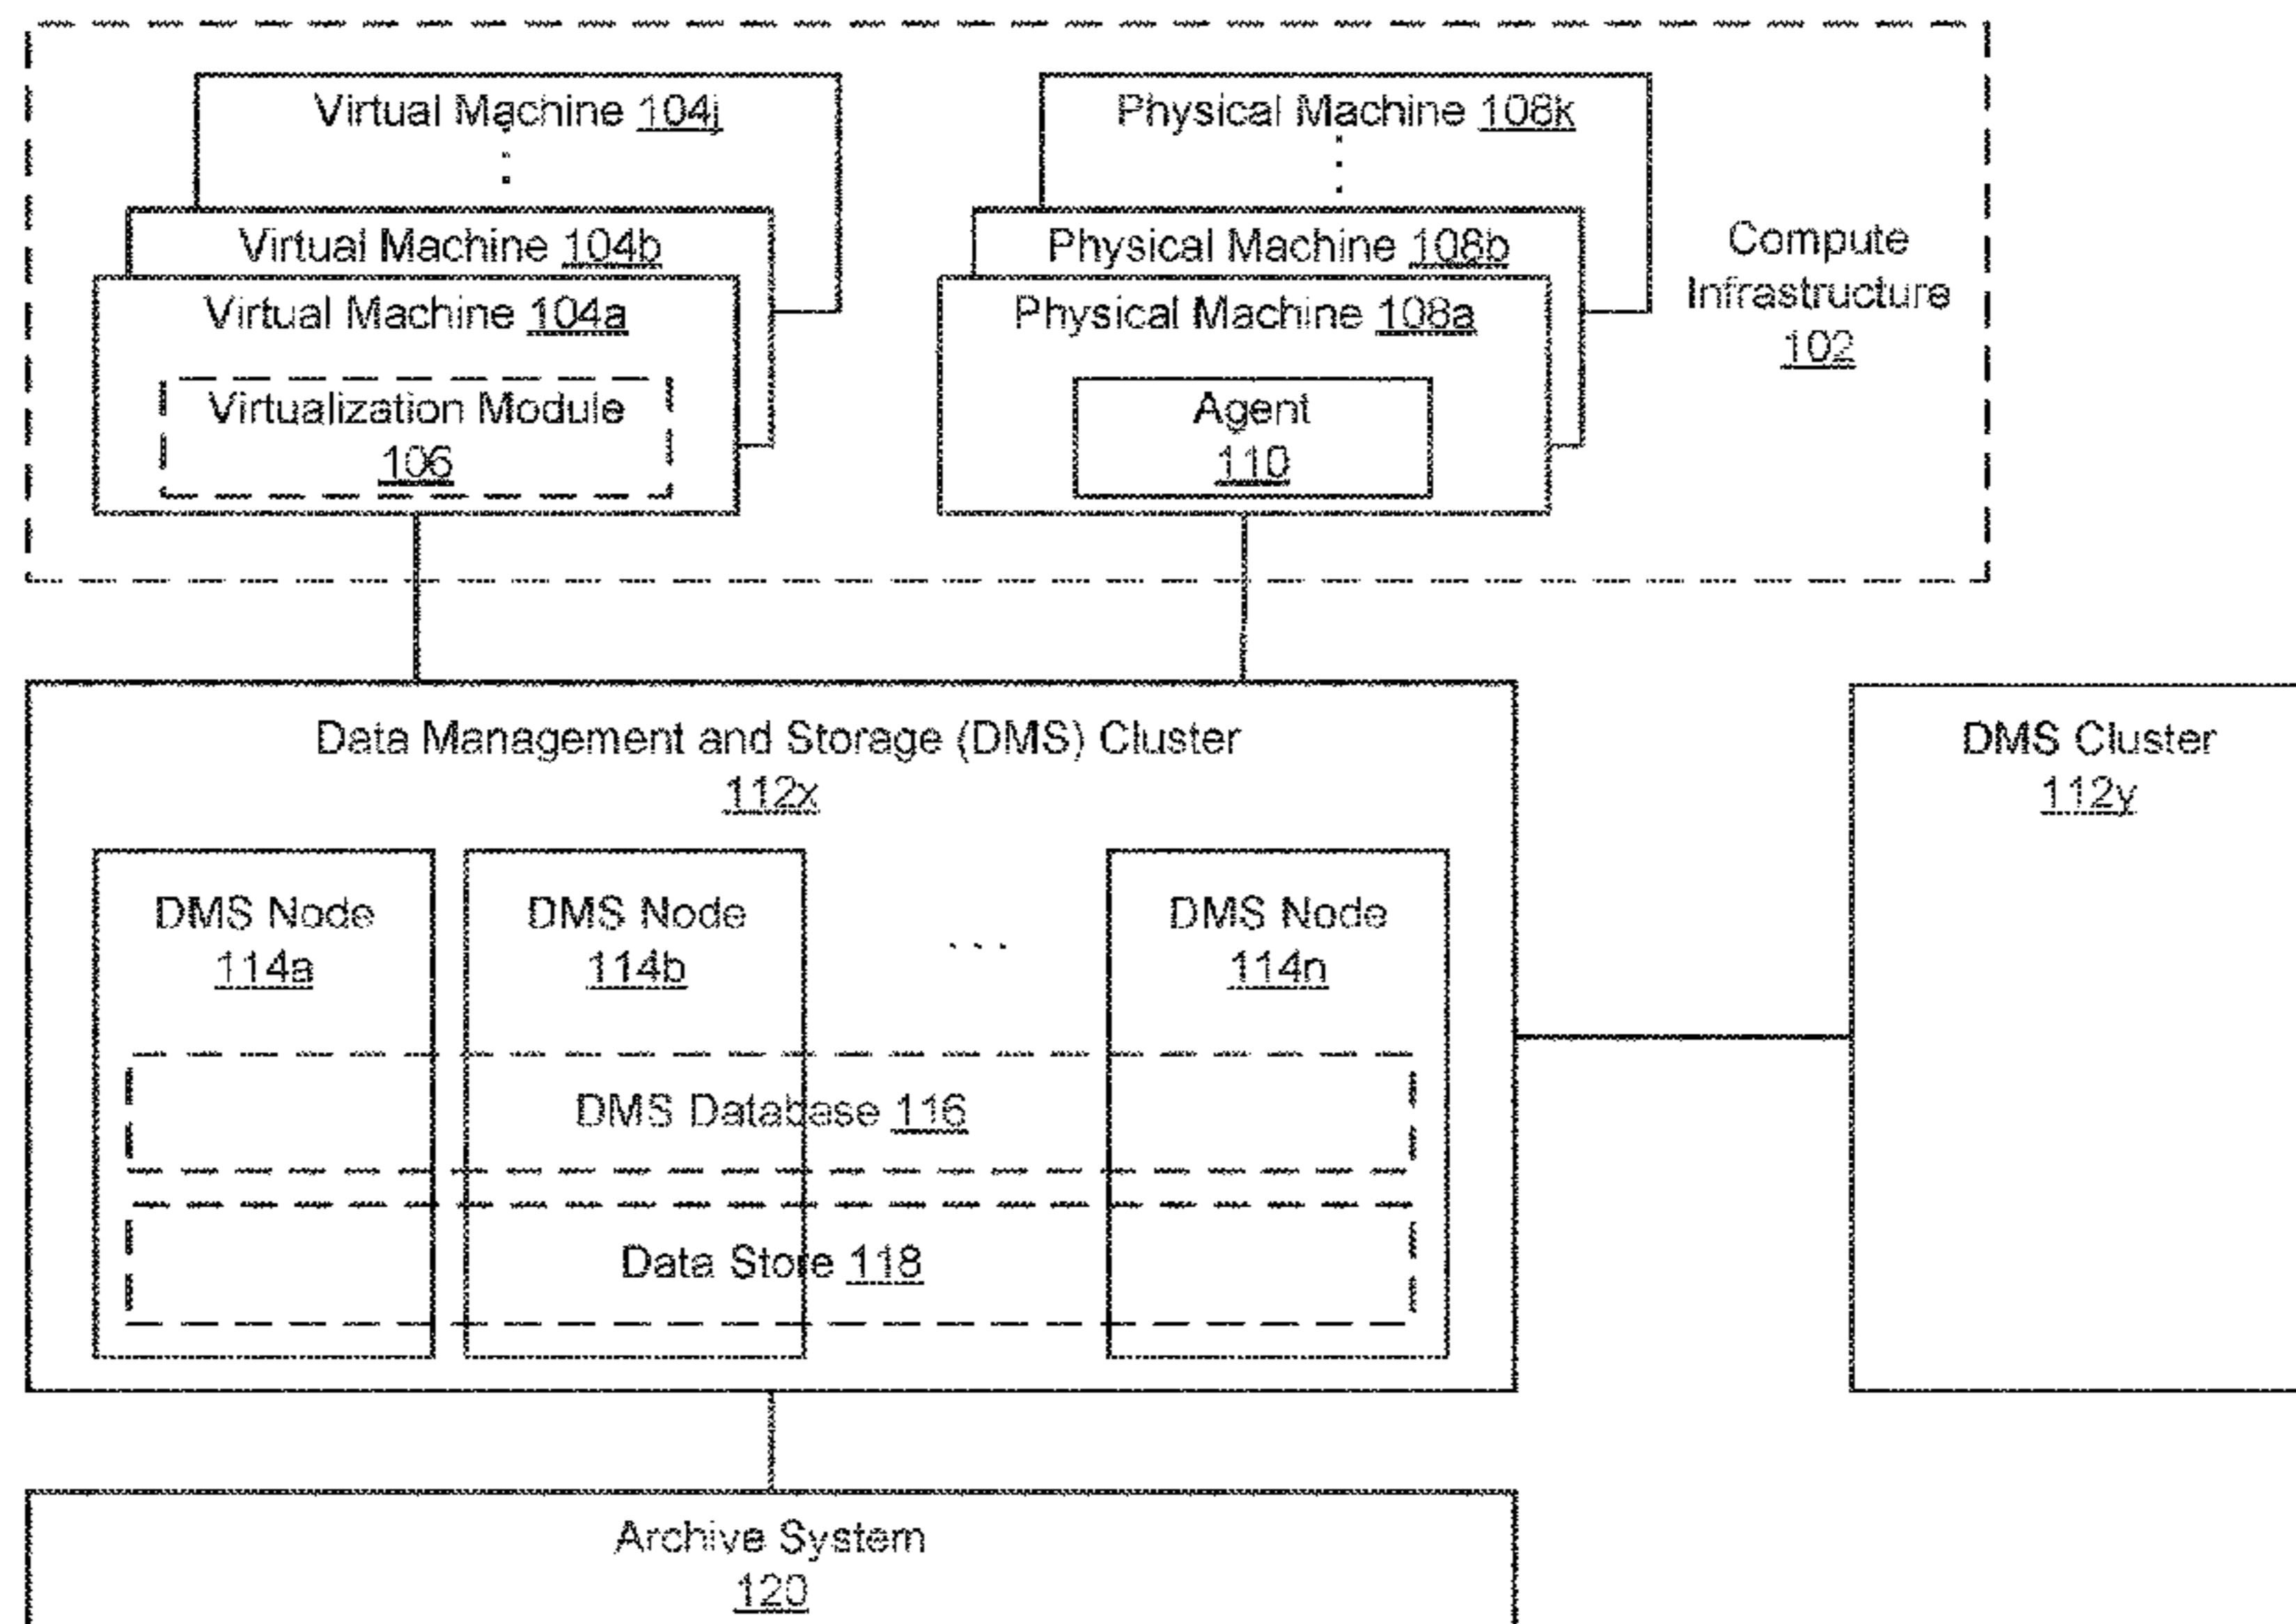 Virtual Machine 104j
Physical Machine 108k
Virtual Machine 104b
Physical Machine 108b
Compute
Infrastructure
102
Virtual Machine 104a
Physical Machine 108a
Virtualization Module
106
Agent
110
Data Management and Storage (DMS) Cluster
112x
DMS Cluster
112y
DMS Node
114a
DMS Node
114b
. . .
DMS Node
114n
DMS Database 116
Data Store 118
Archive System
120